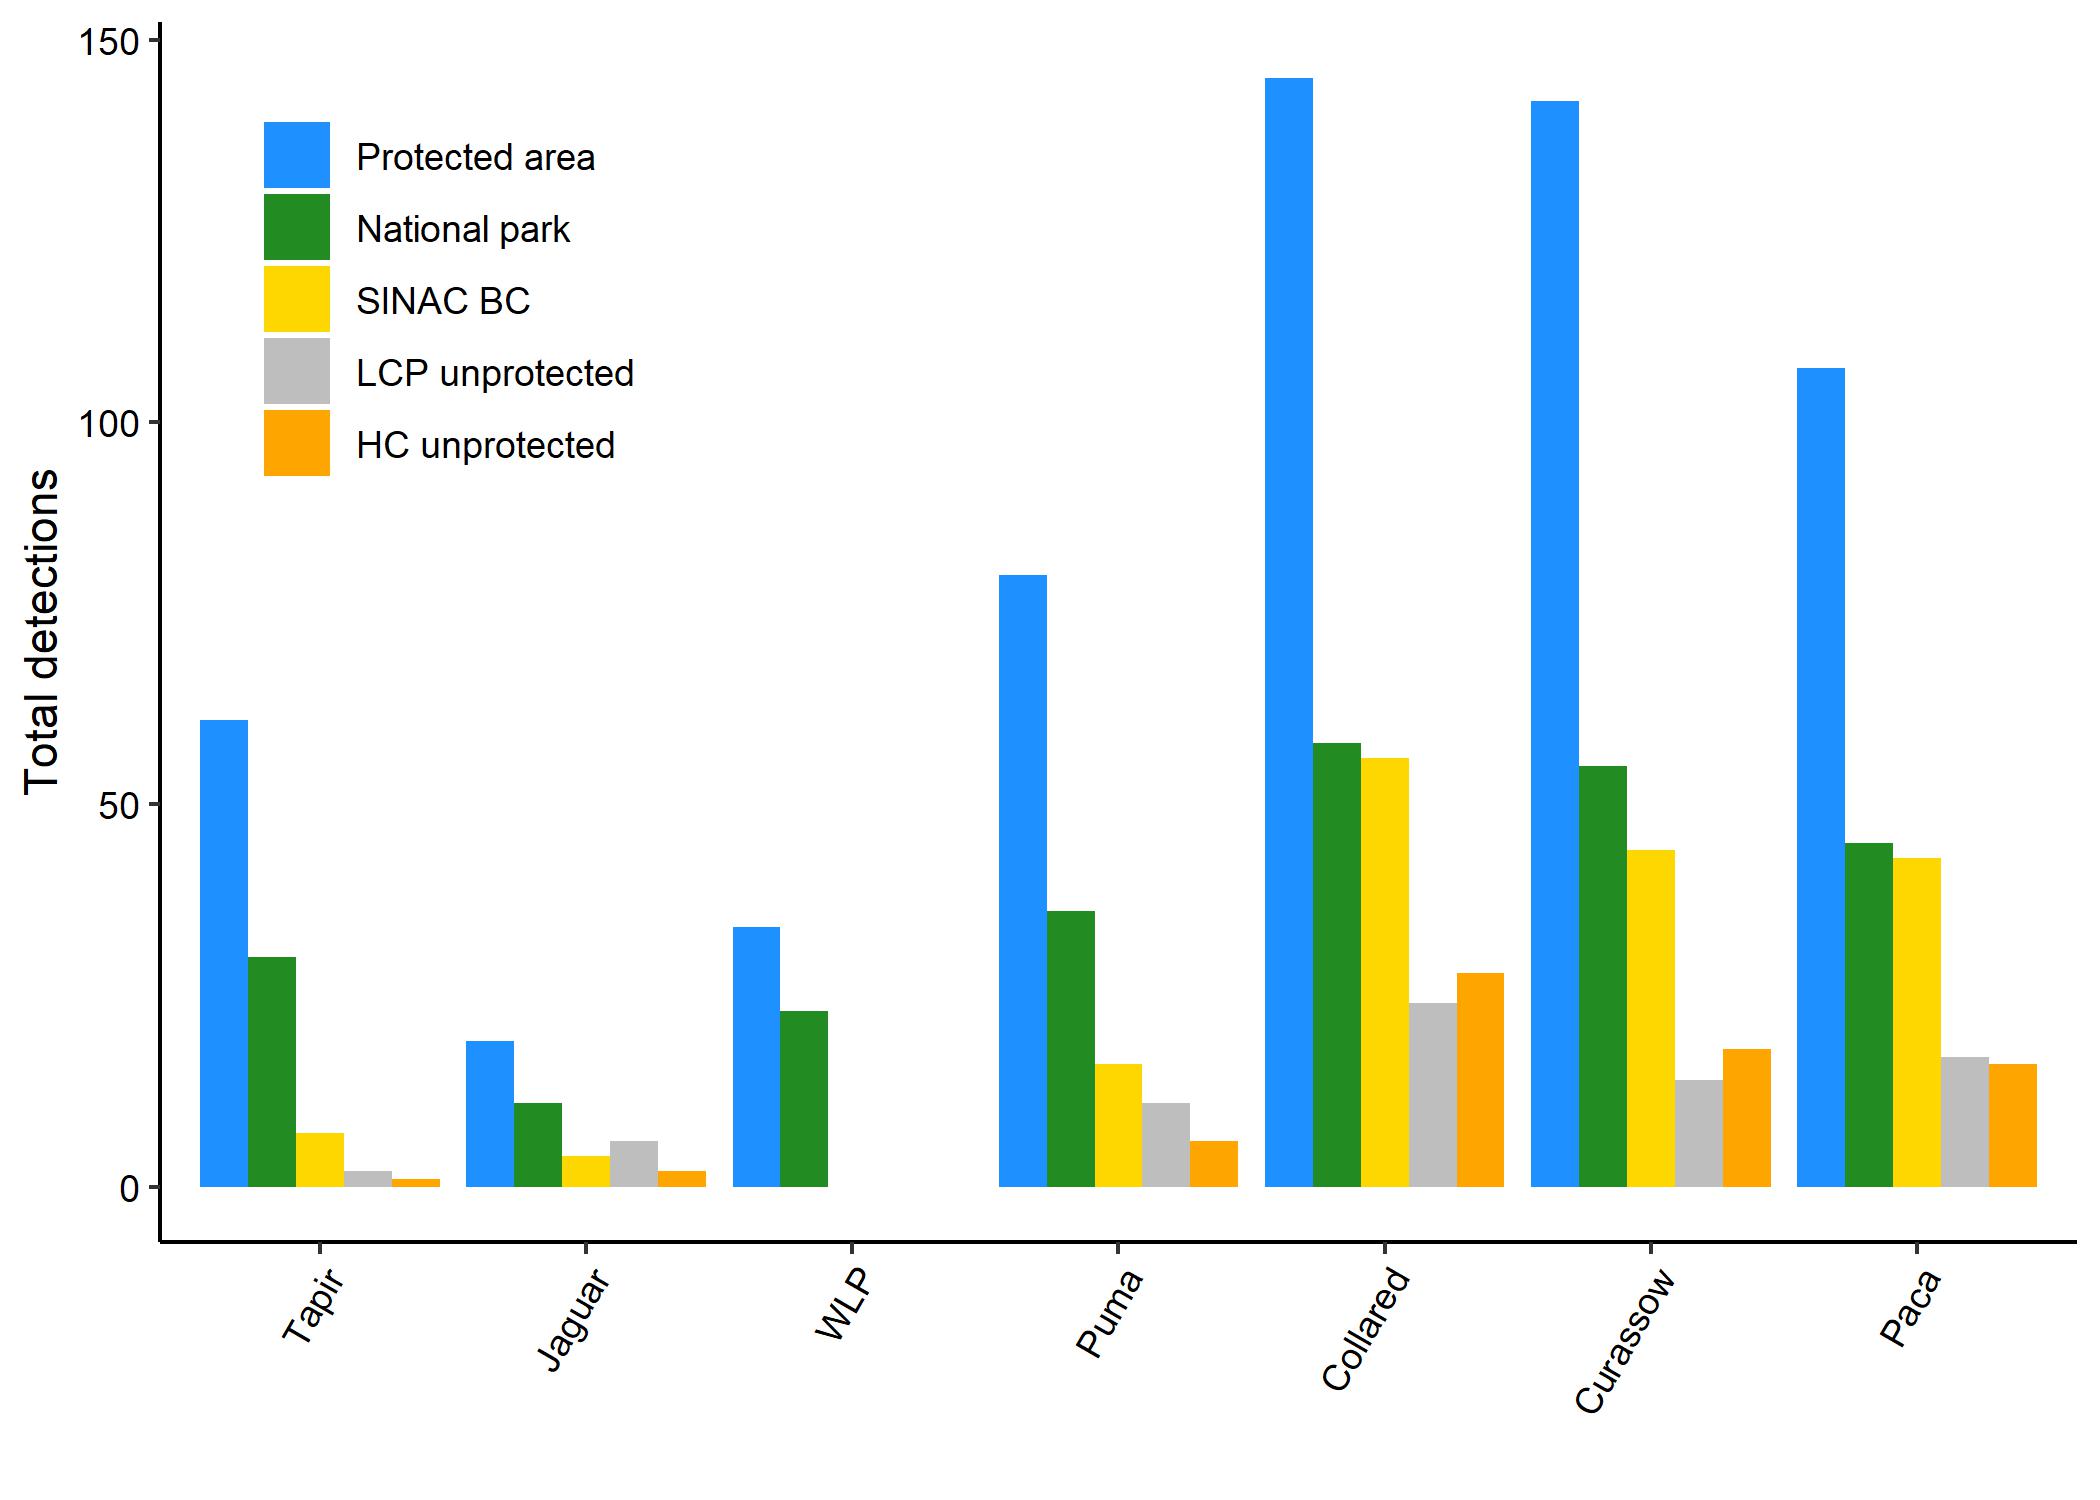 150
100
50
0
Total detections
Protected area
National park
SINAC BC
LCP unprotected
HC unprotected
Tapir
Jaguar
WLP
Puma
Collared
Curassow
Paca